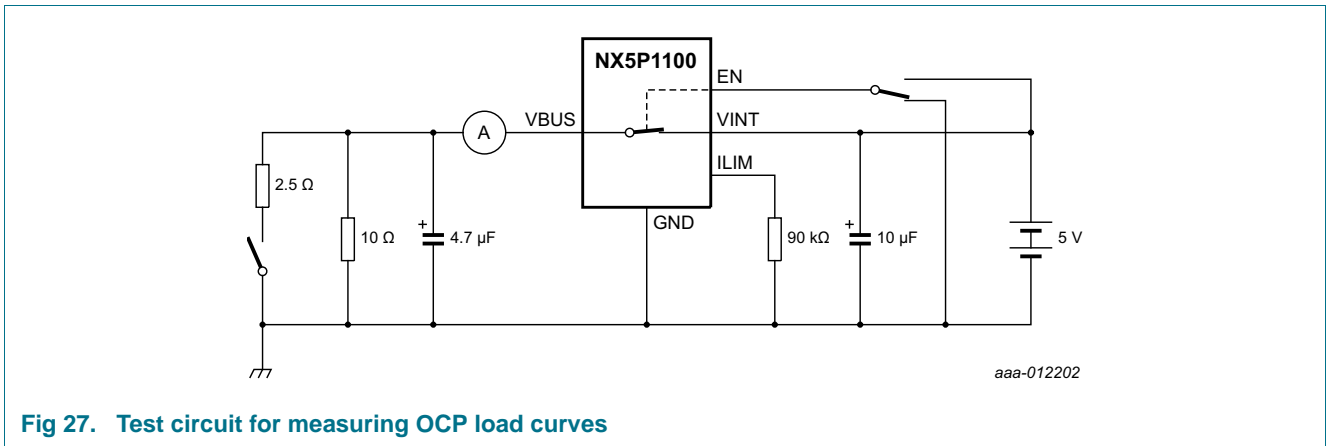 NX5P1100
EN
VBUS
VINT
A
ILIM
2.5 Ω
GND
10 Ω
+
4.7 μF
90 kΩ
+
10 μF
5 V
aaa-012202
Fig 27. Test circuit for measuring OCP load curves